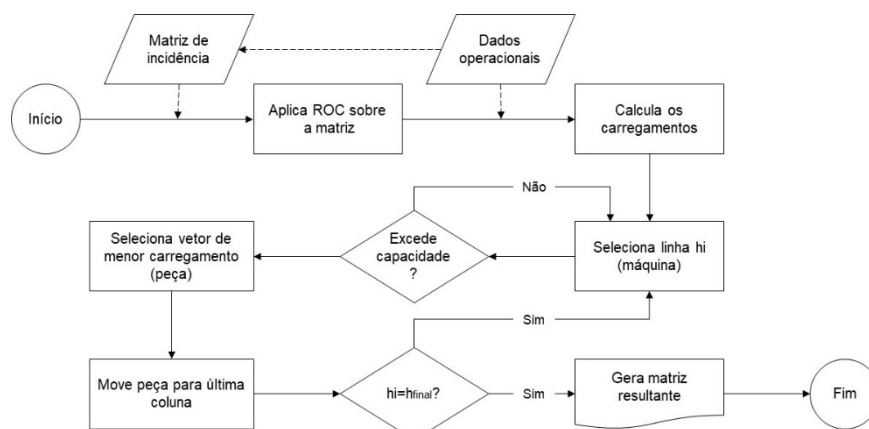 Matriz de
incidência
Dados
operacionais
Início
Aplica ROC sobre
a matriz
Calcula os
carregamentos
Não
Seleciona vetor de
menor carregamento
(peça)
Excede
capacidade
?
Seleciona linha hi
(máquina)
Sim
Move peça para última
coluna
hi=hfinal?
Sim
Gera matriz
resultante
Fim